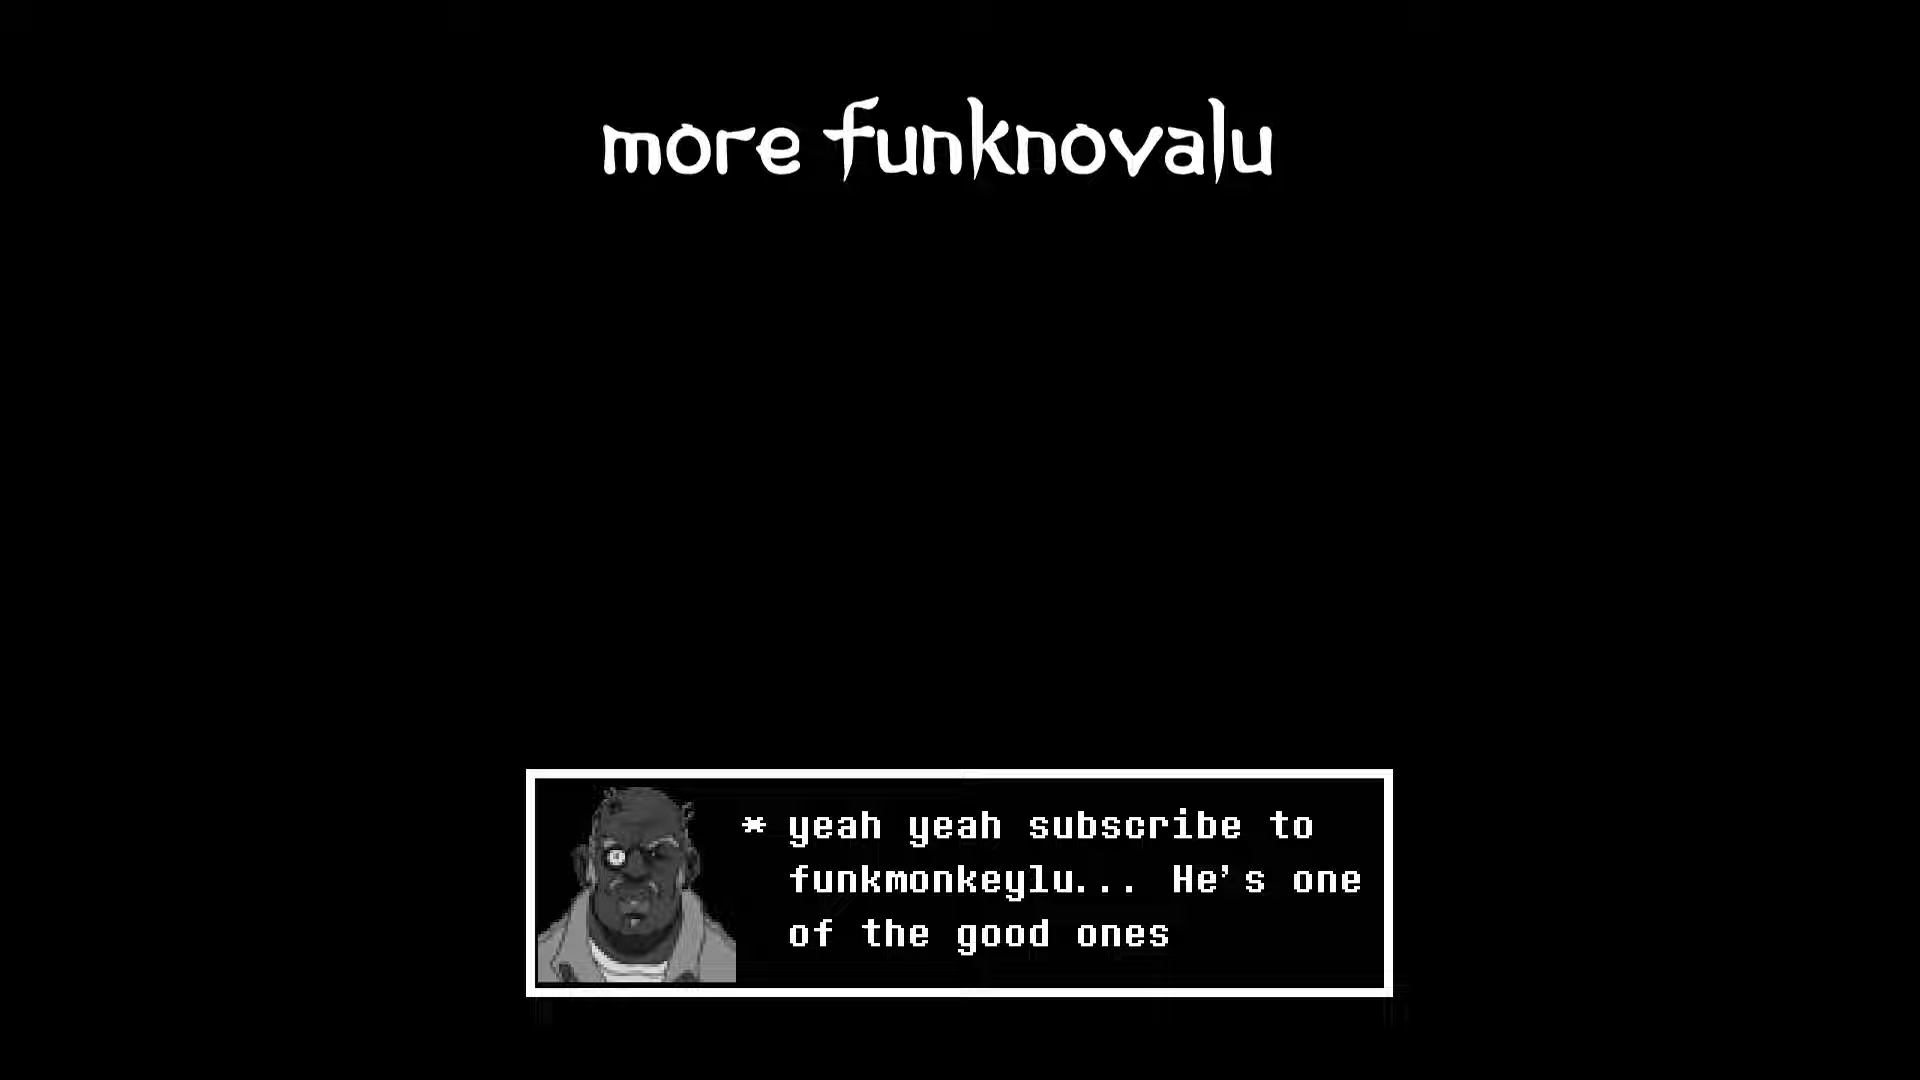 more funknovalu
* yeah yeah subscribe to
funkmonkeylu... He's one
of the good ones